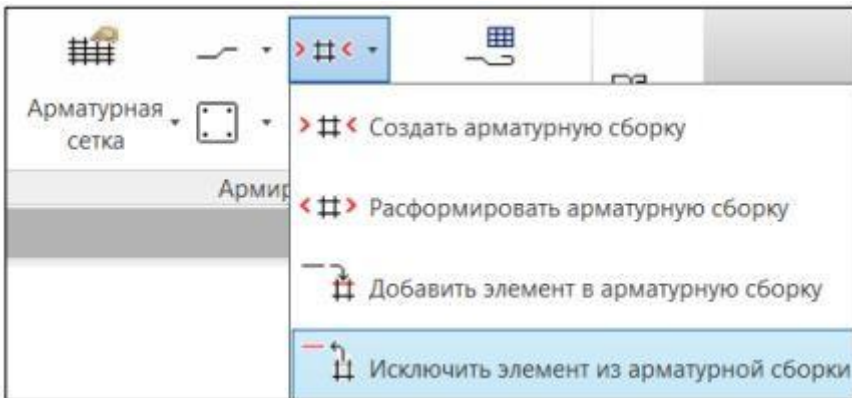 Арматурная
сетка
Армир
Создать арматурную сборку
Расформировать арматурную сборку
Добавить элемент в арматурную сборку
Исключить элемент из арматурной сборки